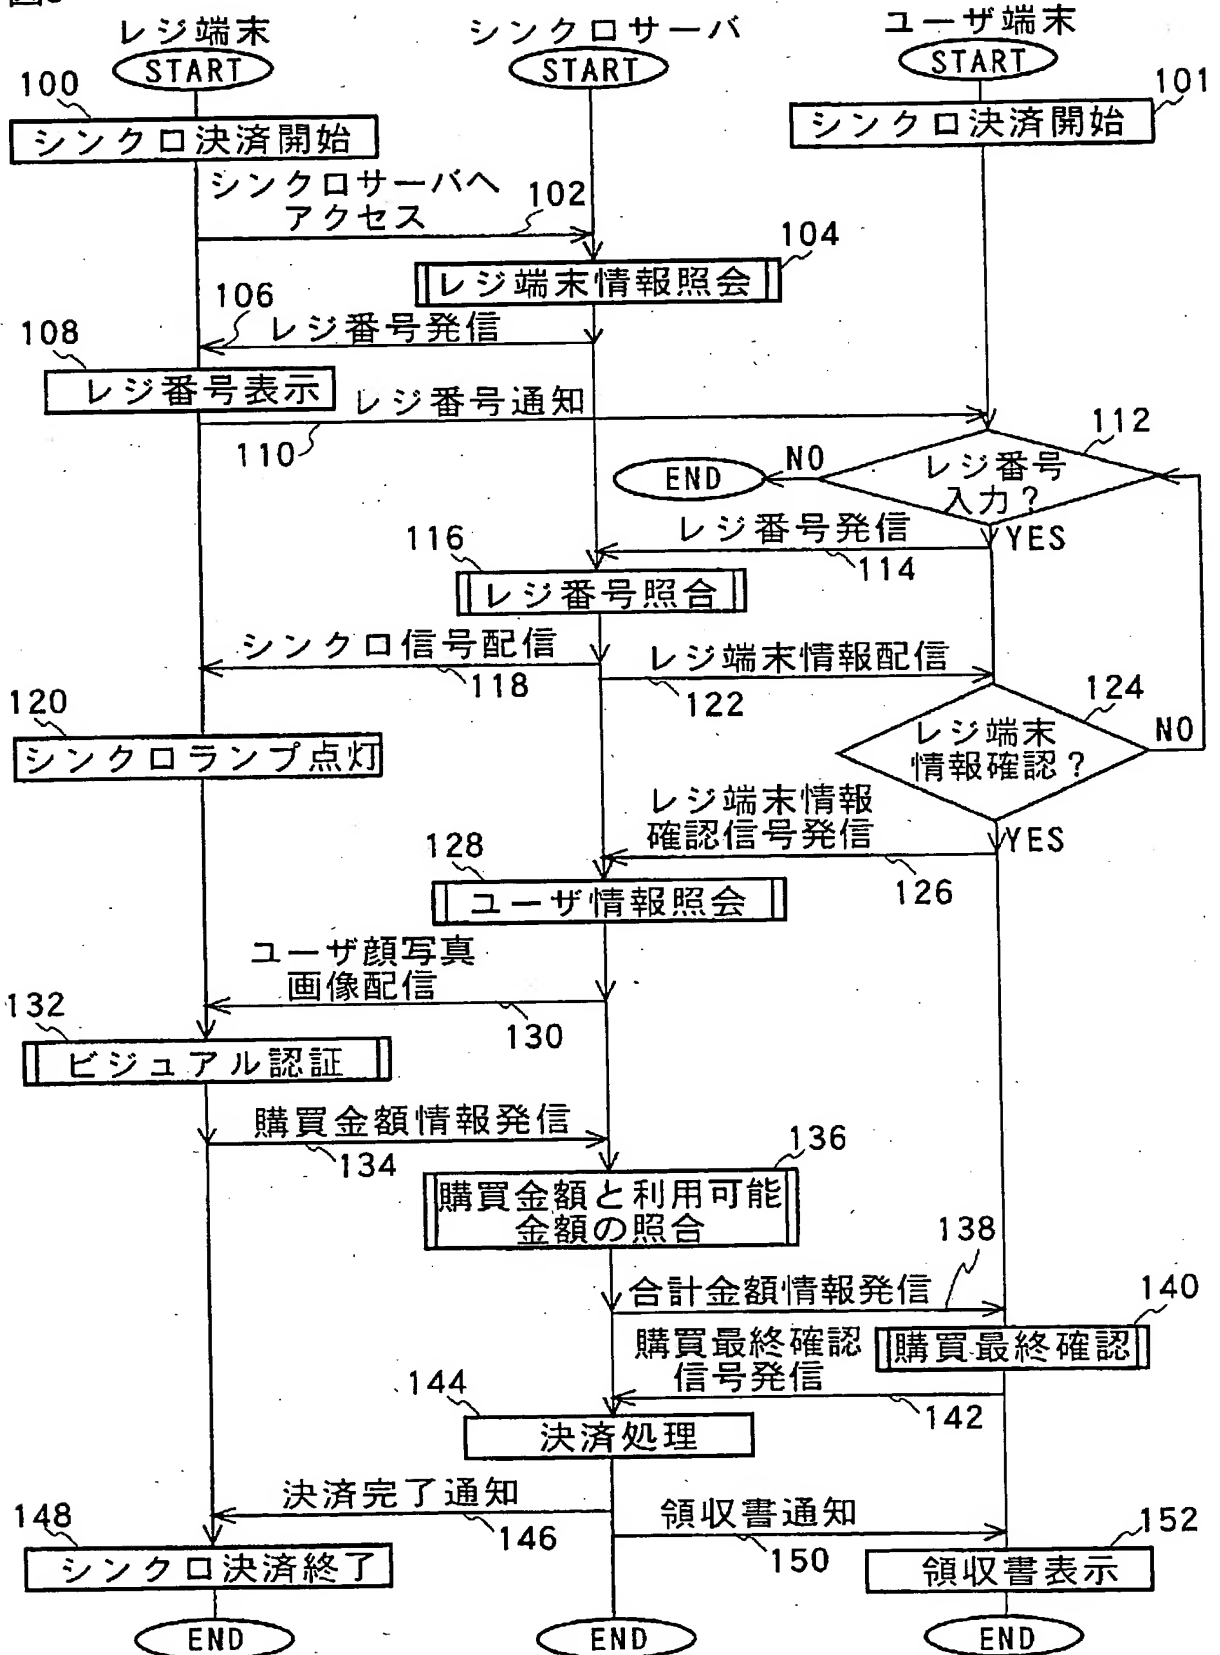 レジ端末
シンクロサーバ
ユーザ端末
START
START
START
100
101
シンクロ決済開始
シンクロ決済開始
シンクロサーバへ
アクセス
102
104
レジ端末情報照会
106
レジ番号発信
108
レジ番号表示
レジ番号通知
110
112
レジ番号
入力?
NO
END
YES
レジ番号発信
114
116
レジ番号照合
シンクロ信号配信
118
レジ端末情報配信
122
120
シンクロランプ点灯
124
レジ端末
情報確認?
NO
YES
レジ端末情報
確認信号発信
126
128
ユーザ情報照会
ユーザ顔写真
画像配信
130
132
ビジュアル認証
購買金額情報発信
134
136
購買金額と利用可能
金額の照合
138
合計金額情報発信
140
購買最終確認
購買最終確認
信号発信
142
144
決済処理
決済完了通知
146
領収書通知
150
148
シンクロ決済終了
152
領収書表示
END
END
END